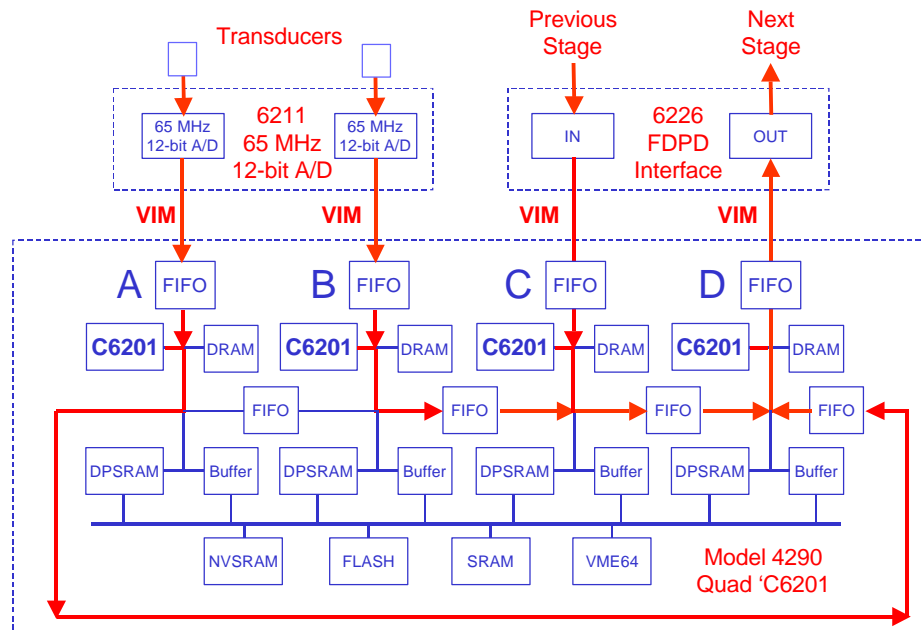 Transducers
Previous
Stage
Next
Stage
65 MHz
12-bit A/D
6211
65 MHz
12-bit A/D
65 MHz
12-bit A/D
IN
6226
FDPD
Interface
OUT
VIM
VIM
VIM
VIM
A
FIFO
B
FIFO
C
FIFO
D
FIFO
C6201
DRAM
C6201
DRAM
C6201
DRAM
C6201
DRAM
FIFO
FIFO
FIFO
FIFO
DPSRAM
Buffer
DPSRAM
Buffer
DPSRAM
Buffer
DPSRAM
Buffer
NVSRAM
FLASH
SRAM
VME64
Model 4290
Quad ‘C6201